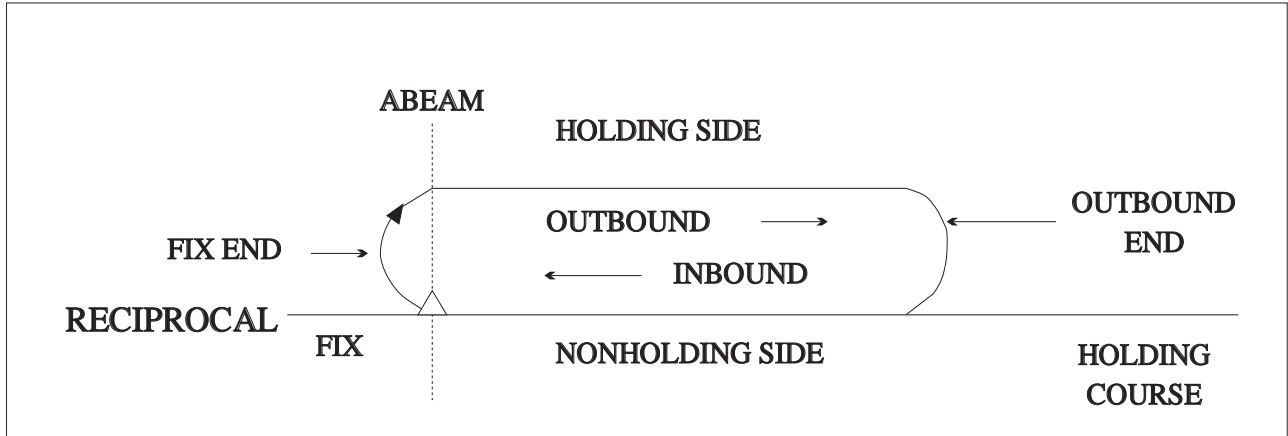 ABEAM
HOLDING SIDE
OUTBOUND
OUTBOUND
END
FIX END
INBOUND
RECIPROCAL
FIX
NONHOLDING SIDE
HOLDING
COURSE